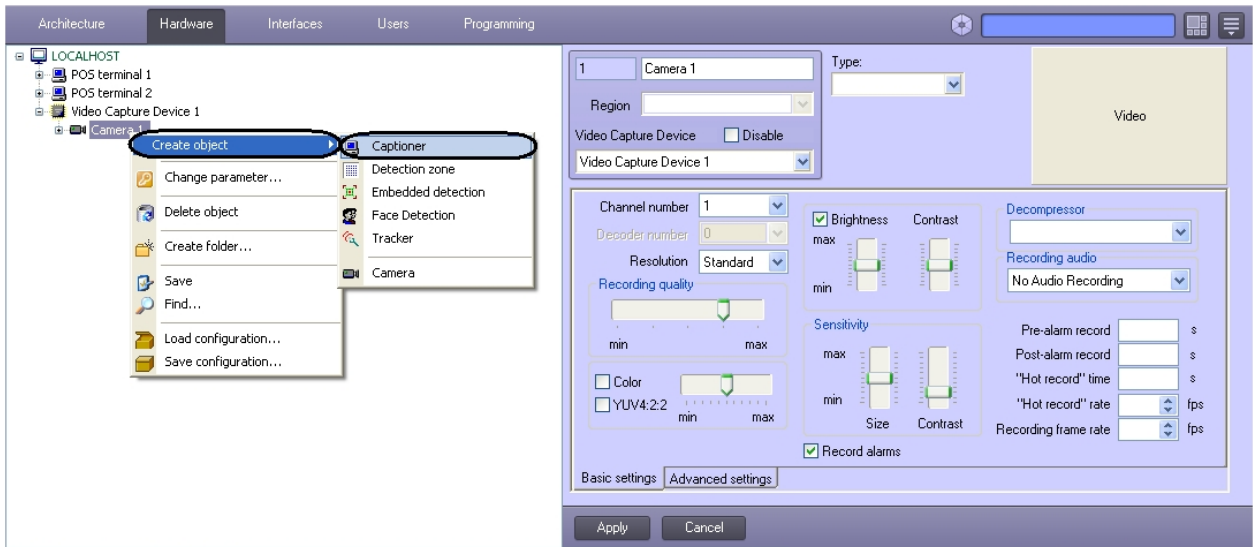 Architecture Hardware Interfaces Users Programming
LOCALHOST
POS terminal 1
POS terminal 2
Video Capture Device 1
Camera 1
Create object
Change parameter...
Delete object
Create folder...
Save
Find...
Load configuration...
Save configuration...
Captioner
Detection zone
Embedded detection
Face Detection
Tracker
Camera
1 Camera 1
Region
Video Capture Device Disable
Video Capture Device 1
Type:
Video
Channel number 1
Decoder number 0
Resolution Standard
Recording quality
min max
Color
YUV4:2:2
min max
Brightness Contrast
max
min
Sensitivity
max
min
Size Contrast
Record alarms
Decompressor
Recording audio
No Audio Recording
Pre-alarm record s
Post-alarm record s
"Hot record" time s
"Hot record" rate fps
Recording frame rate fps
Basic settings Advanced settings
Apply Cancel